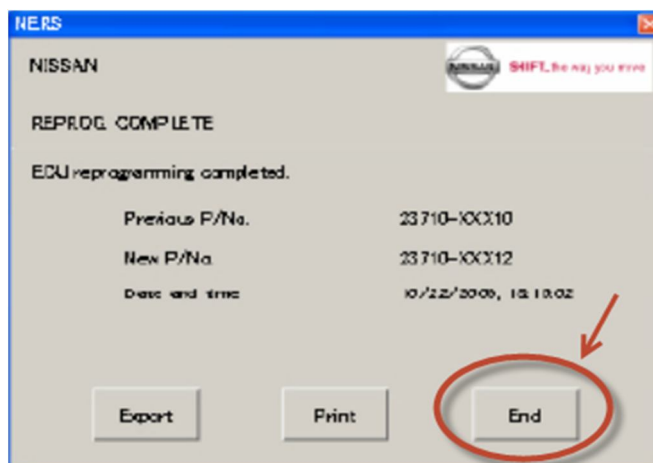 NERS
NISSAN
SHIFT_the way you move
REPROG. COMPLETE
ECU reprogramming completed.
Previous P/No. 23710-XXX10
New P/No. 23710-XXX12
Date and time
Export Print End